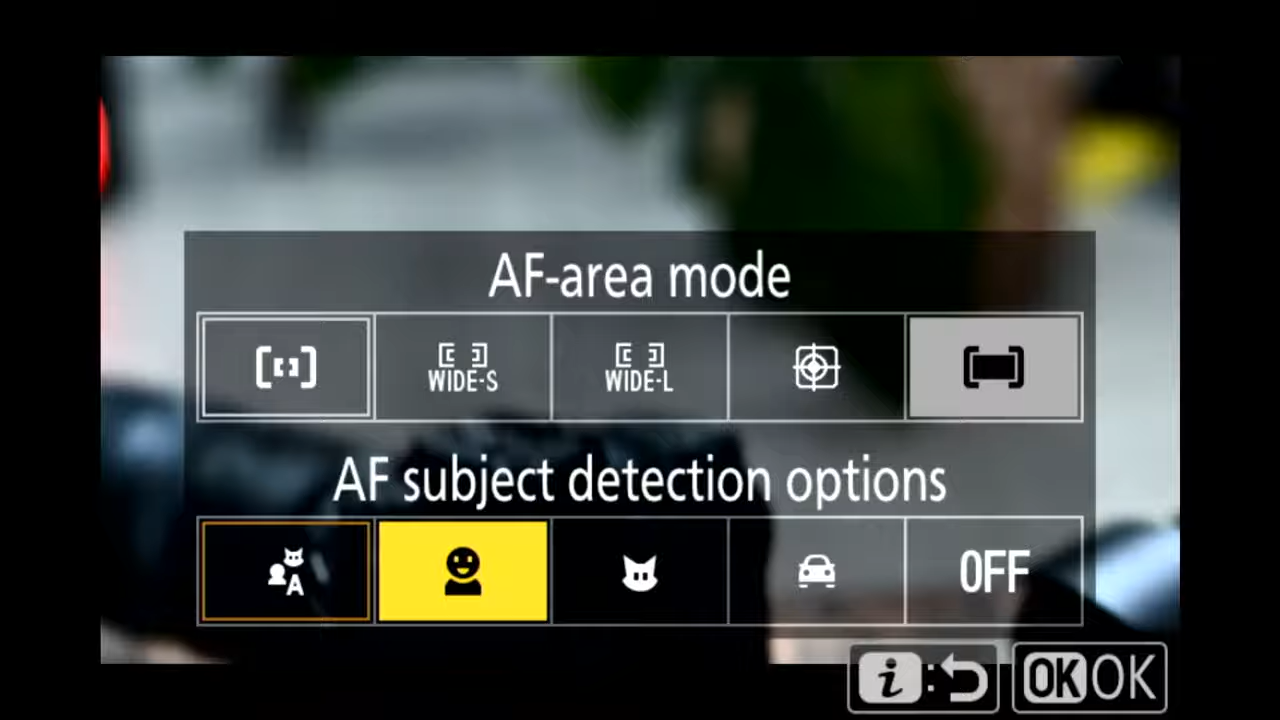 AF-area mode
WIDE-S WIDE-L
AF subject detection options
A OFF
i: OK OK